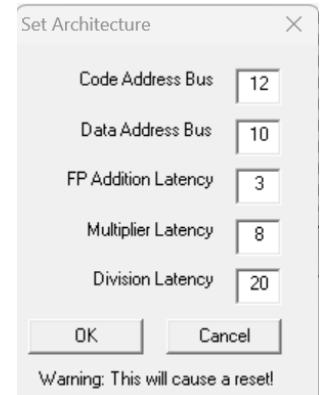 Set Architecture
Code Address Bus 12
Data Address Bus 10
FP Addition Latency 3
Multiplier Latency 8
Division Latency 20
OK Cancel
Warning: This will cause a reset!